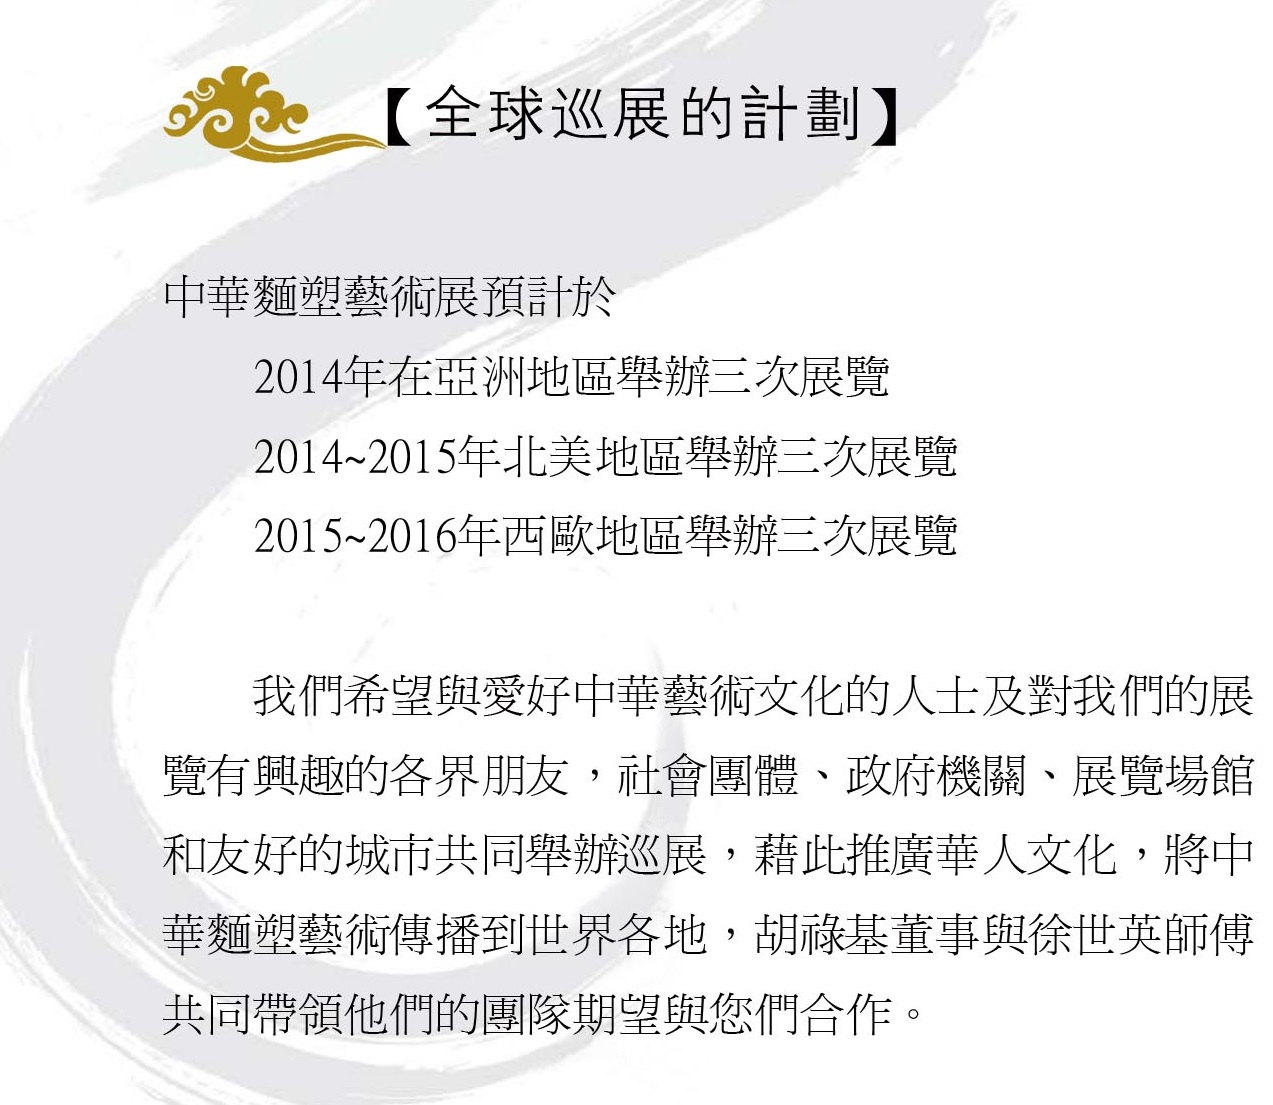 【全球巡展的計劃】
中華麵塑藝術展預計於
2014年在亞洲地區舉辦三次展覽
2014~2015年北美地區舉辦三次展覽
2015~2016年西歐地區舉辦三次展覽
我們希望與愛好中華藝術文化的人士及對我們的展
覽有興趣的各界朋友，社會團體、政府機關、展覽場館
和友好的城市共同舉辦巡展，藉此推廣華人文化，將中
華麵塑藝術傳播到世界各地，胡祿基董事與徐世英師傅
共同帶領他們的團隊期望與您們合作。